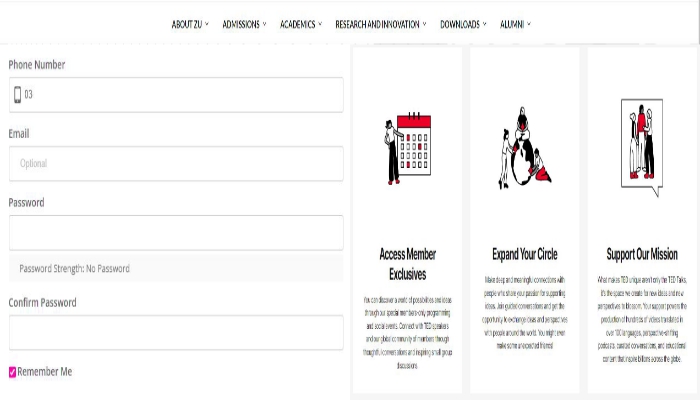 ABOUT ZU ADMISSIONS ACADEMICS RESEARCH AND INNOVATION DOWNLOADS ALUMNI
Phone Number
03
Email
Optional
Password
Password Strength: No Password
Confirm Password
Remember Me
Access Member
Exclusives
You can discover a world of possibilities and ideas
through our special members-only programming
and social events. Connect with TED speakers
and our global community of members through
thoughtful conversations and inspiring small group
discussions.
Expand Your Circle
Make deep and meaningful connections with
people who share your passion for supporting
ideas. Join guided conversations and get the
opportunity to exchange ideas and perspectives
with people around the world. You might even
make some unexpected friends!
Support Our Mission
What makes TED unique aren't only the TED Talks,
it's the space we create for new ideas and new
perspectives to blossom. Your support powers the
production of hundreds of videos translated in
over 100 languages, perspective-shifting
podcasts, curated conversations, and educational
content that inspire billions across the globe.